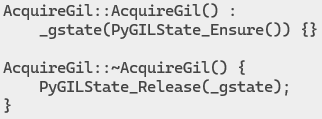 AcquireGil::AcquireGil() :
    _gstate(PyGILState_Ensure()) {}

AcquireGil::~AcquireGil() {
    PyGILState_Release(_gstate);
}